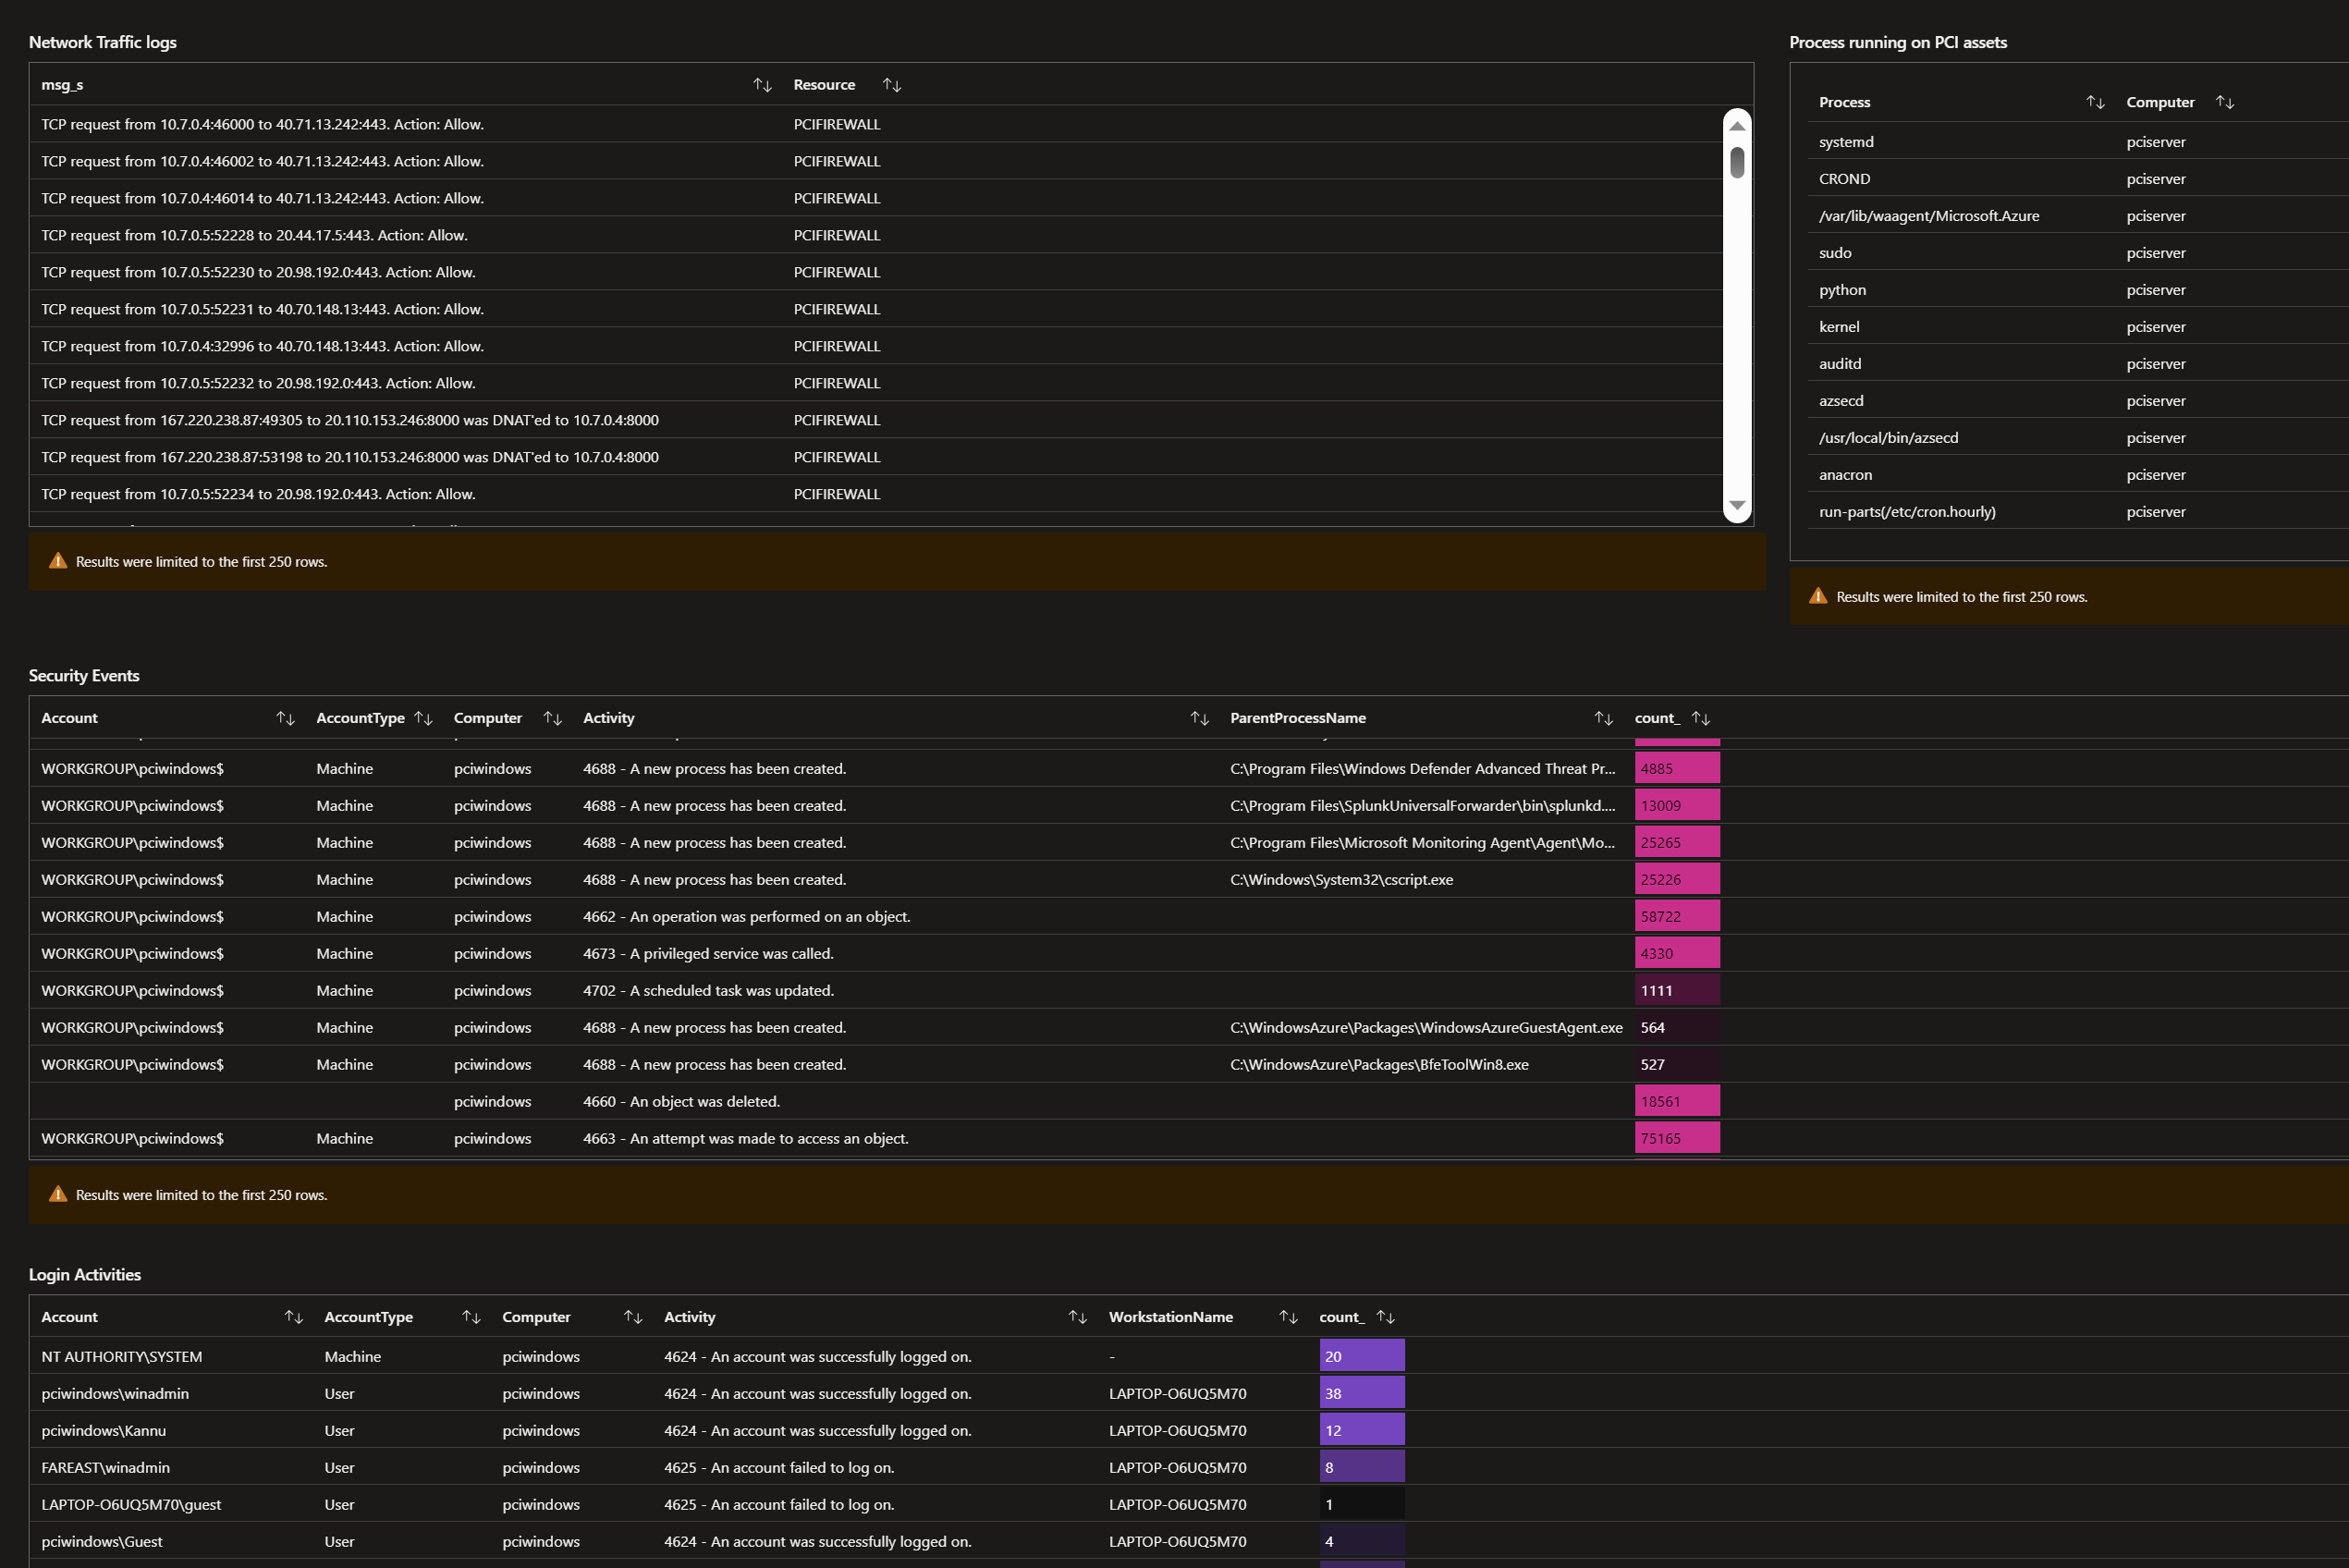 Network Traffic logs
msg_s Resource
TCP request from 10.7.0.4:46000 to 40.71.13.242:443. Action: Allow. PCIFIREWALL
TCP request from 10.7.0.4:46002 to 40.71.13.242:443. Action: Allow. PCIFIREWALL
TCP request from 10.7.0.4:46014 to 40.71.13.242:443. Action: Allow. PCIFIREWALL
TCP request from 10.7.0.5:52228 to 20.44.17.5:443. Action: Allow. PCIFIREWALL
TCP request from 10.7.0.5:52230 to 20.98.192.0:443. Action: Allow. PCIFIREWALL
TCP request from 10.7.0.5:52231 to 40.70.148.13:443. Action: Allow. PCIFIREWALL
TCP request from 10.7.0.4:32996 to 40.70.148.13:443. Action: Allow. PCIFIREWALL
TCP request from 10.7.0.5:52232 to 20.98.192.0:443. Action: Allow. PCIFIREWALL
TCP request from 167.220.238.87:49305 to 20.110.153.246:8000 was DNAT'ed to 10.7.0.4:8000 PCIFIREWALL
TCP request from 167.220.238.87:53198 to 20.110.153.246:8000 was DNAT'ed to 10.7.0.4:8000 PCIFIREWALL
TCP request from 10.7.0.5:52234 to 20.98.192.0:443. Action: Allow. PCIFIREWALL
Results were limited to the first 250 rows.
Process running on PCI assets
Process Computer
systemd pciserver
CROND pciserver
/var/lib/waagent/Microsoft.Azure pciserver
sudo pciserver
python pciserver
kernel pciserver
auditd pciserver
azsecd pciserver
/usr/local/bin/azsecd pciserver
anacron pciserver
run-parts(/etc/cron.hourly) pciserver
Results were limited to the first 250 rows.
Security Events
Account AccountType Computer Activity ParentProcessName count_
WORKGROUP\pciwindows$ Machine pciwindows 4688 - A new process has been created. C:\Program Files\Windows Defender Advanced Threat Pr... 4885
WORKGROUP\pciwindows$ Machine pciwindows 4688 - A new process has been created. C:\Program Files\SplunkUniversalForwarder\bin\splunkd.... 13009
WORKGROUP\pciwindows$ Machine pciwindows 4688 - A new process has been created. C:\Program Files\Microsoft Monitoring Agent\Agent\Mo... 25265
WORKGROUP\pciwindows$ Machine pciwindows 4688 - A new process has been created. C:\Windows\System32\cscript.exe 25226
WORKGROUP\pciwindows$ Machine pciwindows 4662 - An operation was performed on an object. 58722
WORKGROUP\pciwindows$ Machine pciwindows 4673 - A privileged service was called. 4330
WORKGROUP\pciwindows$ Machine pciwindows 4702 - A scheduled task was updated. 1111
WORKGROUP\pciwindows$ Machine pciwindows 4688 - A new process has been created. C:\WindowsAzure\Packages\WindowsAzureGuestAgent.exe 564
WORKGROUP\pciwindows$ Machine pciwindows 4688 - A new process has been created. C:\WindowsAzure\Packages\BfeToolWin8.exe 527
pciwindows 4660 - An object was deleted. 18561
WORKGROUP\pciwindows$ Machine pciwindows 4663 - An attempt was made to access an object. 75165
Results were limited to the first 250 rows.
Login Activities
Account AccountType Computer Activity WorkstationName count_
NT AUTHORITY\SYSTEM Machine pciwindows 4624 - An account was successfully logged on. - 20
pciwindows\winadmin User pciwindows 4624 - An account was successfully logged on. LAPTOP-O6UQ5M70 38
pciwindows\Kannu User pciwindows 4624 - An account was successfully logged on. LAPTOP-O6UQ5M70 12
FAREAST\winadmin User pciwindows 4625 - An account failed to log on. LAPTOP-O6UQ5M70 8
LAPTOP-O6UQ5M70\guest User pciwindows 4625 - An account failed to log on. LAPTOP-O6UQ5M70 1
pciwindows\Guest User pciwindows 4624 - An account was successfully logged on. LAPTOP-O6UQ5M70 4